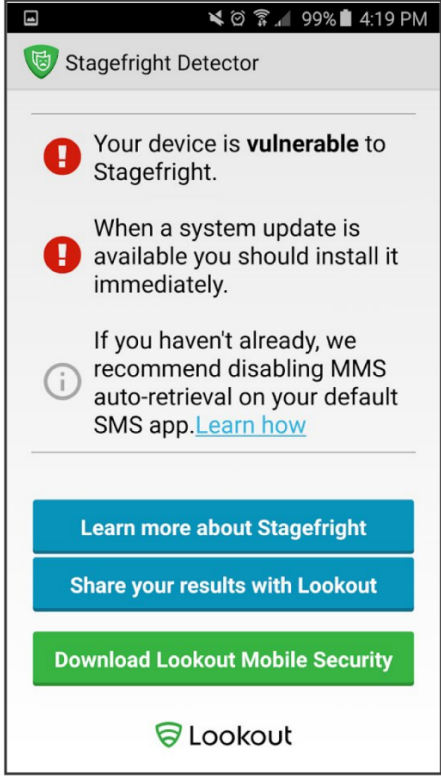 99% 4:19 PM
Stagefright Detector
Your device is vulnerable to
Stagefright.
When a system update is
available you should install it
immediately.
If you haven't already, we
recommend disabling MMS
auto-retrieval on your default
SMS app.Learn how
Learn more about Stagefright
Share your results with Lookout
Download Lookout Mobile Security
Lookout